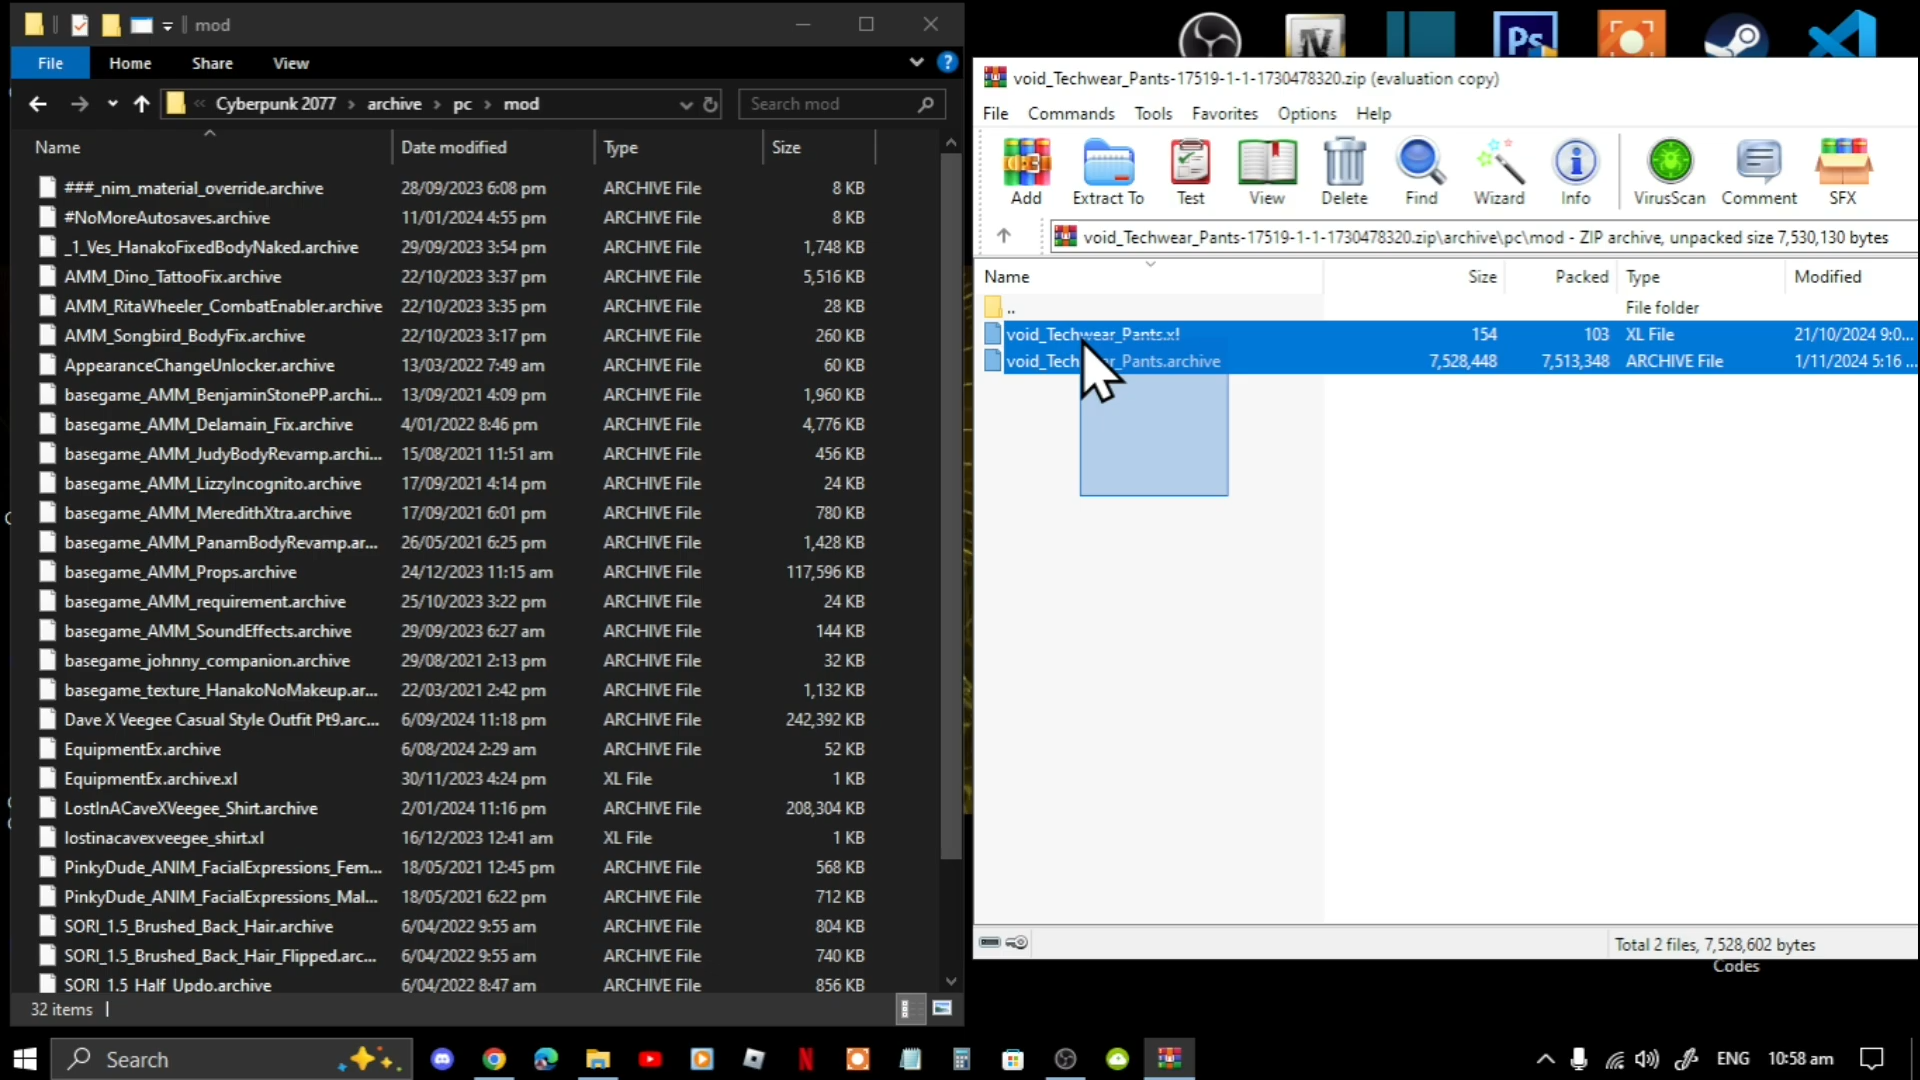 mod
File Home Share View
« Cyberpunk 2077 › archive › pc › mod
Search mod
Name Date modified Type Size
###_nim_material_override.archive 28/09/2023 6:08 pm ARCHIVE File 8 KB
#NoMoreAutosaves.archive 11/01/2024 4:55 pm ARCHIVE File 8 KB
_1_Ves_HanakoFixedBodyNaked.archive 29/09/2023 3:54 pm ARCHIVE File 1,748 KB
AMM_Dino_TattooFix.archive 22/10/2023 3:37 pm ARCHIVE File 5,516 KB
AMM_RitaWheeler_CombatEnabler.archive 22/10/2023 3:35 pm ARCHIVE File 28 KB
AMM_Songbird_BodyFix.archive 22/10/2023 3:17 pm ARCHIVE File 260 KB
AppearanceChangeUnlocker.archive 13/03/2022 7:49 am ARCHIVE File 60 KB
basegame_AMM_BenjaminStonePP.archi... 13/09/2021 4:09 pm ARCHIVE File 1,960 KB
basegame_AMM_Delamain_Fix.archive 4/01/2022 8:46 pm ARCHIVE File 4,776 KB
basegame_AMM_JudyBodyRevamp.archi... 15/08/2021 11:51 am ARCHIVE File 456 KB
basegame_AMM_LizzyIncognito.archive 17/09/2021 4:14 pm ARCHIVE File 24 KB
basegame_AMM_MeredithXtra.archive 17/09/2021 6:01 pm ARCHIVE File 780 KB
basegame_AMM_PanamBodyRevamp.ar... 26/05/2021 6:25 pm ARCHIVE File 1,428 KB
basegame_AMM_Props.archive 24/12/2023 11:15 am ARCHIVE File 117,596 KB
basegame_AMM_requirement.archive 25/10/2023 3:22 pm ARCHIVE File 24 KB
basegame_AMM_SoundEffects.archive 29/09/2023 6:27 am ARCHIVE File 144 KB
basegame_johnny_companion.archive 29/08/2021 2:13 pm ARCHIVE File 32 KB
basegame_texture_HanakoNoMakeup.ar... 22/03/2021 2:42 pm ARCHIVE File 1,132 KB
Dave X Veegee Casual Style Outfit Pt9.arc... 6/09/2024 11:18 pm ARCHIVE File 242,392 KB
EquipmentEx.archive 6/08/2024 2:29 am ARCHIVE File 52 KB
EquipmentEx.archive.xl 30/11/2023 4:24 pm XL File 1 KB
LostInACaveXVeegee_Shirt.archive 2/01/2024 11:16 pm ARCHIVE File 208,304 KB
lostinacavexveegee_shirt.xl 16/12/2023 12:41 am XL File 1 KB
PinkyDude_ANIM_FacialExpressions_Fem... 18/05/2021 12:45 pm ARCHIVE File 568 KB
PinkyDude_ANIM_FacialExpressions_Mal... 18/05/2021 6:22 pm ARCHIVE File 712 KB
SORI_1.5_Brushed_Back_Hair.archive 6/04/2022 9:55 am ARCHIVE File 804 KB
SORI_1.5_Brushed_Back_Hair_Flipped.arc... 6/04/2022 9:55 am ARCHIVE File 740 KB
SORI_1.5_Half_Updo.archive 6/04/2022 8:47 am ARCHIVE File 856 KB
32 items
Ps
void_Techwear_Pants-17519-1-1-1730478320.zip (evaluation copy)
File Commands Tools Favorites Options Help
Add Extract To Test View Delete Find Wizard Info VirusScan Comment SFX
void_Techwear_Pants-17519-1-1-1730478320.zip\archive\pc\mod - ZIP archive, unpacked size 7,530,130 bytes
Name Size Packed Type Modified
.. File folder
void_Techwear_Pants.xl 154 103 XL File 21/10/2024 9:0...
void_Tech Pants.archive 7,528,448 7,513,348 ARCHIVE File 1/11/2024 5:16 ...
Total 2 files, 7,528,602 bytes
Codes
Search
ENG 10:58 am